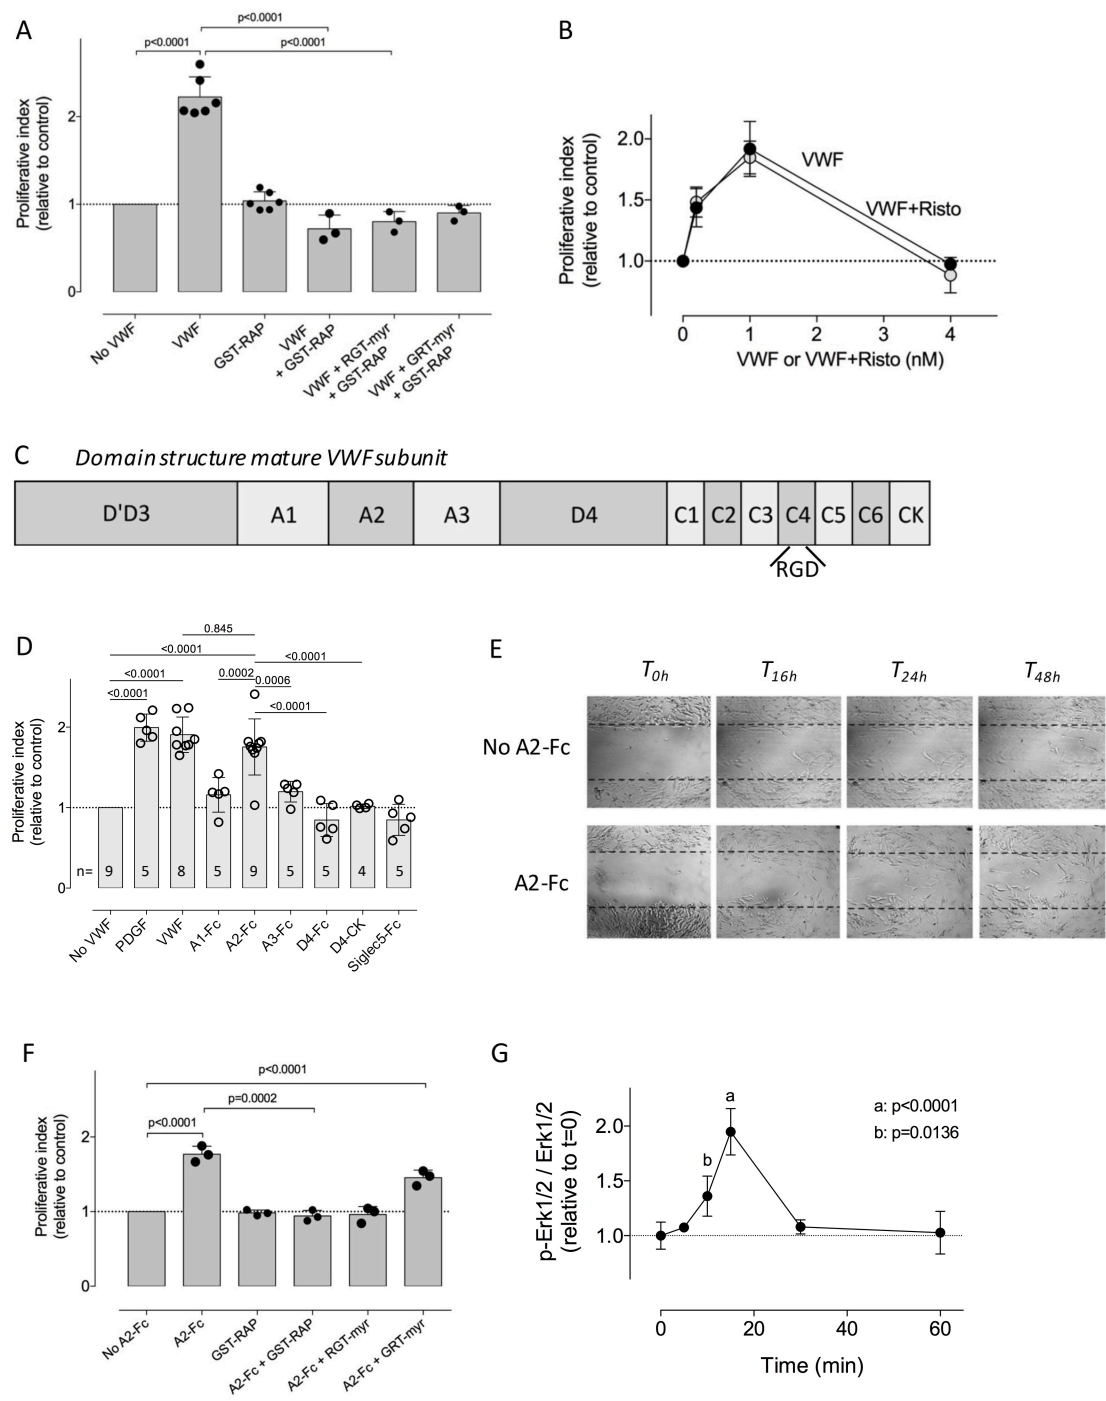 A
p<0.0001
p<0.0001
p<0.0001
Proliferative index
(relative to control)
2
1
0
No VWF
VWF
GST-RAP
VWF
+ GST-RAP
VWF + RGT-myr
+ GST-RAP
VWF + GRT-myr
+ GST-RAP
B
Proliferative index
(relative to control)
2.0
1.5
1.0
VWF
VWF+Risto
0
1
2
3
4
VWF or VWF+Risto (nM)
C
Domain structure mature VWF subunit
D'D3
A1
A2
A3
D4
C1
C2
C3
C4
C5
C6
CK
RGD
D
0.845
<0.0001
<0.0001
<0.0001
<0.0001
0.0002
0.0006
<0.0001
Proliferative index
(relative to control)
2
1
0
n= 9 5 8 5 9 5 5 4 5
No VWF
PDGF
VWF
A1-Fc
A2-Fc
A3-Fc
D4-Fc
D4-CK
Siglec5-Fc
E
T0h
T16h
T24h
T48h
No A2-Fc
A2-Fc
F
p<0.0001
p=0.0002
p<0.0001
Proliferative index
(relative to control)
2
1
0
No A2-Fc
A2-Fc
GST-RAP
A2-Fc + GST-RAP
A2-Fc + RGT-myr
A2-Fc + GRT-myr
G
p-Erk1/2 / Erk1/2
(relative to t=0)
2.0
1.5
1.0
a
b
a: p<0.0001
b: p=0.0136
0
20
40
60
Time (min)